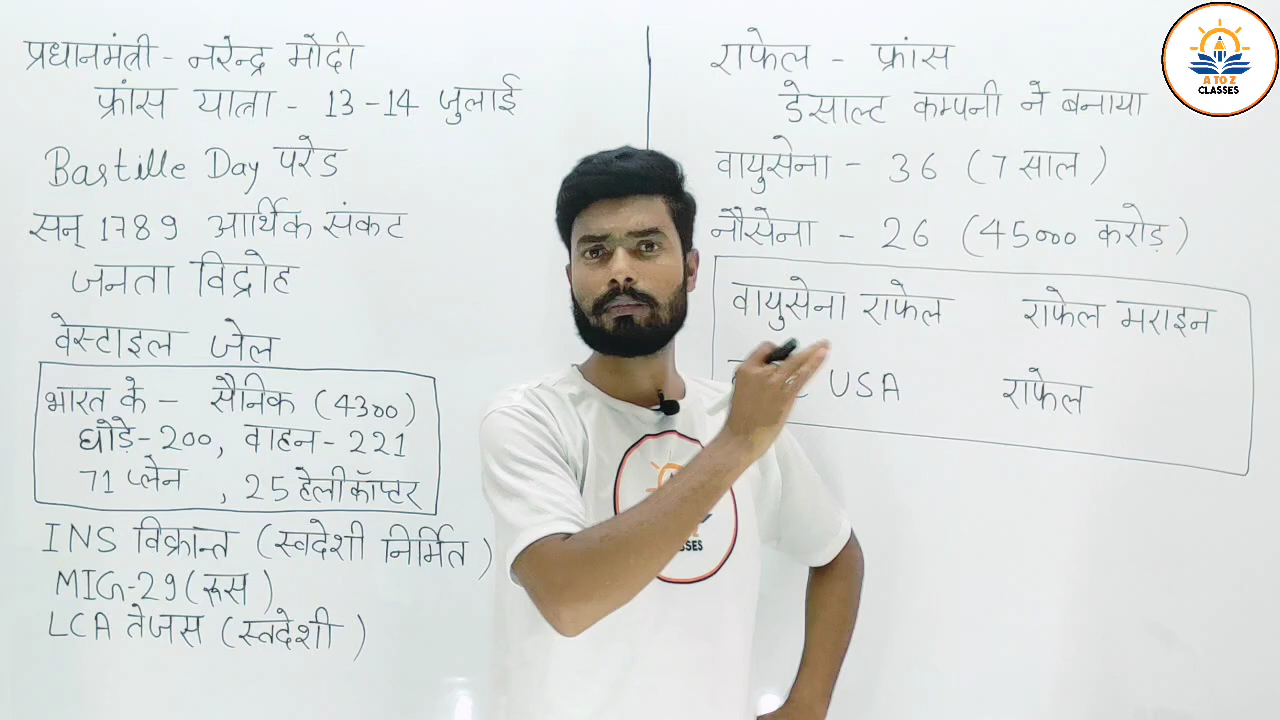 प्रधानमंत्री - नरेन्द्र मोदी
फ्रांस यात्रा - 13-14 जुलाई
Bastille Day परेड
सन् 1789 आर्थिक संकट
जनता विद्रोह
वेस्टाइल जेल
भारत के - सैनिक (4300)
घोड़े-200, वाहन-221
71 प्लेन , 25 हेलीकॉप्टर
INS विक्रान्त (स्वदेशी निर्मित)
MIG-29 (रूस)
LCA तेजस (स्वदेशी)
राफेल - फ्रांस
डेसाल्ट कम्पनी ने बनाया
वायुसेना - 36 (7 साल)
नौसेना - 26 (45000 करोड़)
वायुसेना राफेल राफेल मराइन
USA राफेल
A TO Z
CLASSES